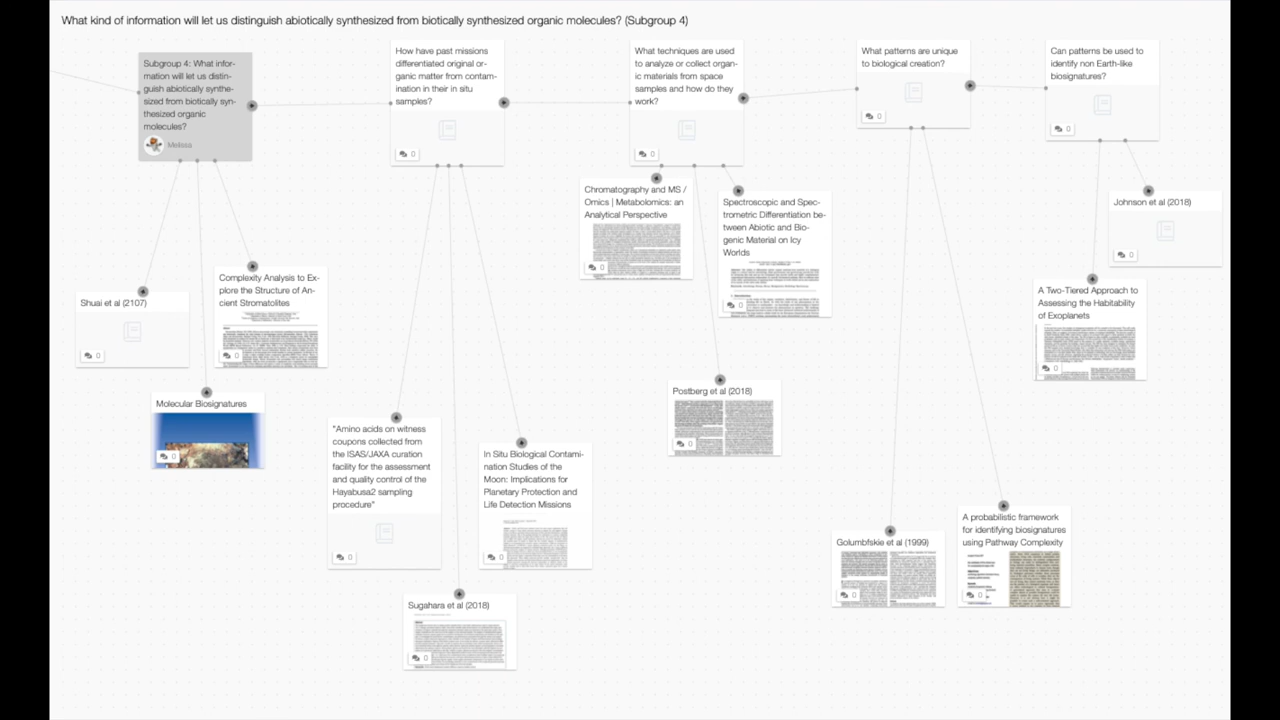 What kind of information will let us distinguish abiotically synthesized from biotically synthesized organic molecules? (Subgroup 4)
Subgroup 4: What infor-
mation will let us distin-
guish abiotically synthe-
sized from biotically syn-
thesized organic
molecules?
Melissa
How have past missions
differentiated original or-
ganic matter from contam-
ination in their in situ
samples?
0
What techniques are used
to analyze or collect organ-
ic materials from space
samples and how do they
work?
0
What patterns are unique
to biological creation?
0
Can patterns be used to
identify non Earth-like
biosignatures?
0
Chromatography and MS /
Omics | Metabolomics: an
Analytical Perspective
0
Spectroscopic and Spec-
trometric Differentiation be-
tween Abiotic and Bio-
genic Material on Icy
Worlds
0
Johnson et al (2018)
0
Shuai et al (2107)
0
Complexity Analysis to Ex-
plore the Structure of An-
cient Stromatolites
0
A Two-Tiered Approach to
Assessing the Habitability
of Exoplanets
0
Molecular Biosignatures
0
Postberg et al (2018)
0
"Amino acids on witness
coupons collected from
the ISAS/JAXA curation
facility for the assessment
and quality control of the
Hayabusa2 sampling
procedure"
0
In Situ Biological Contami-
nation Studies of the
Moon: Implications for
Planetary Protection and
Life Detection Missions
0
Golumbfskie et al (1999)
0
A probabilistic framework
for identifying biosignatures
using Pathway Complexity
0
Sugahara et al (2018)
0